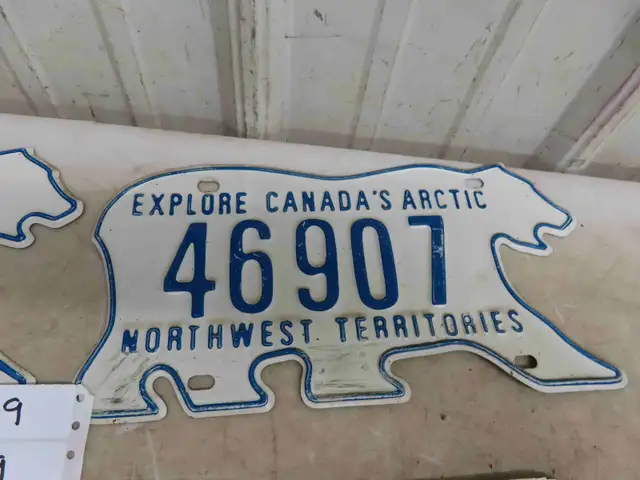 EXPLORE CANADA'S ARCTIC
46907
NORTHWEST TERRITORIES
9